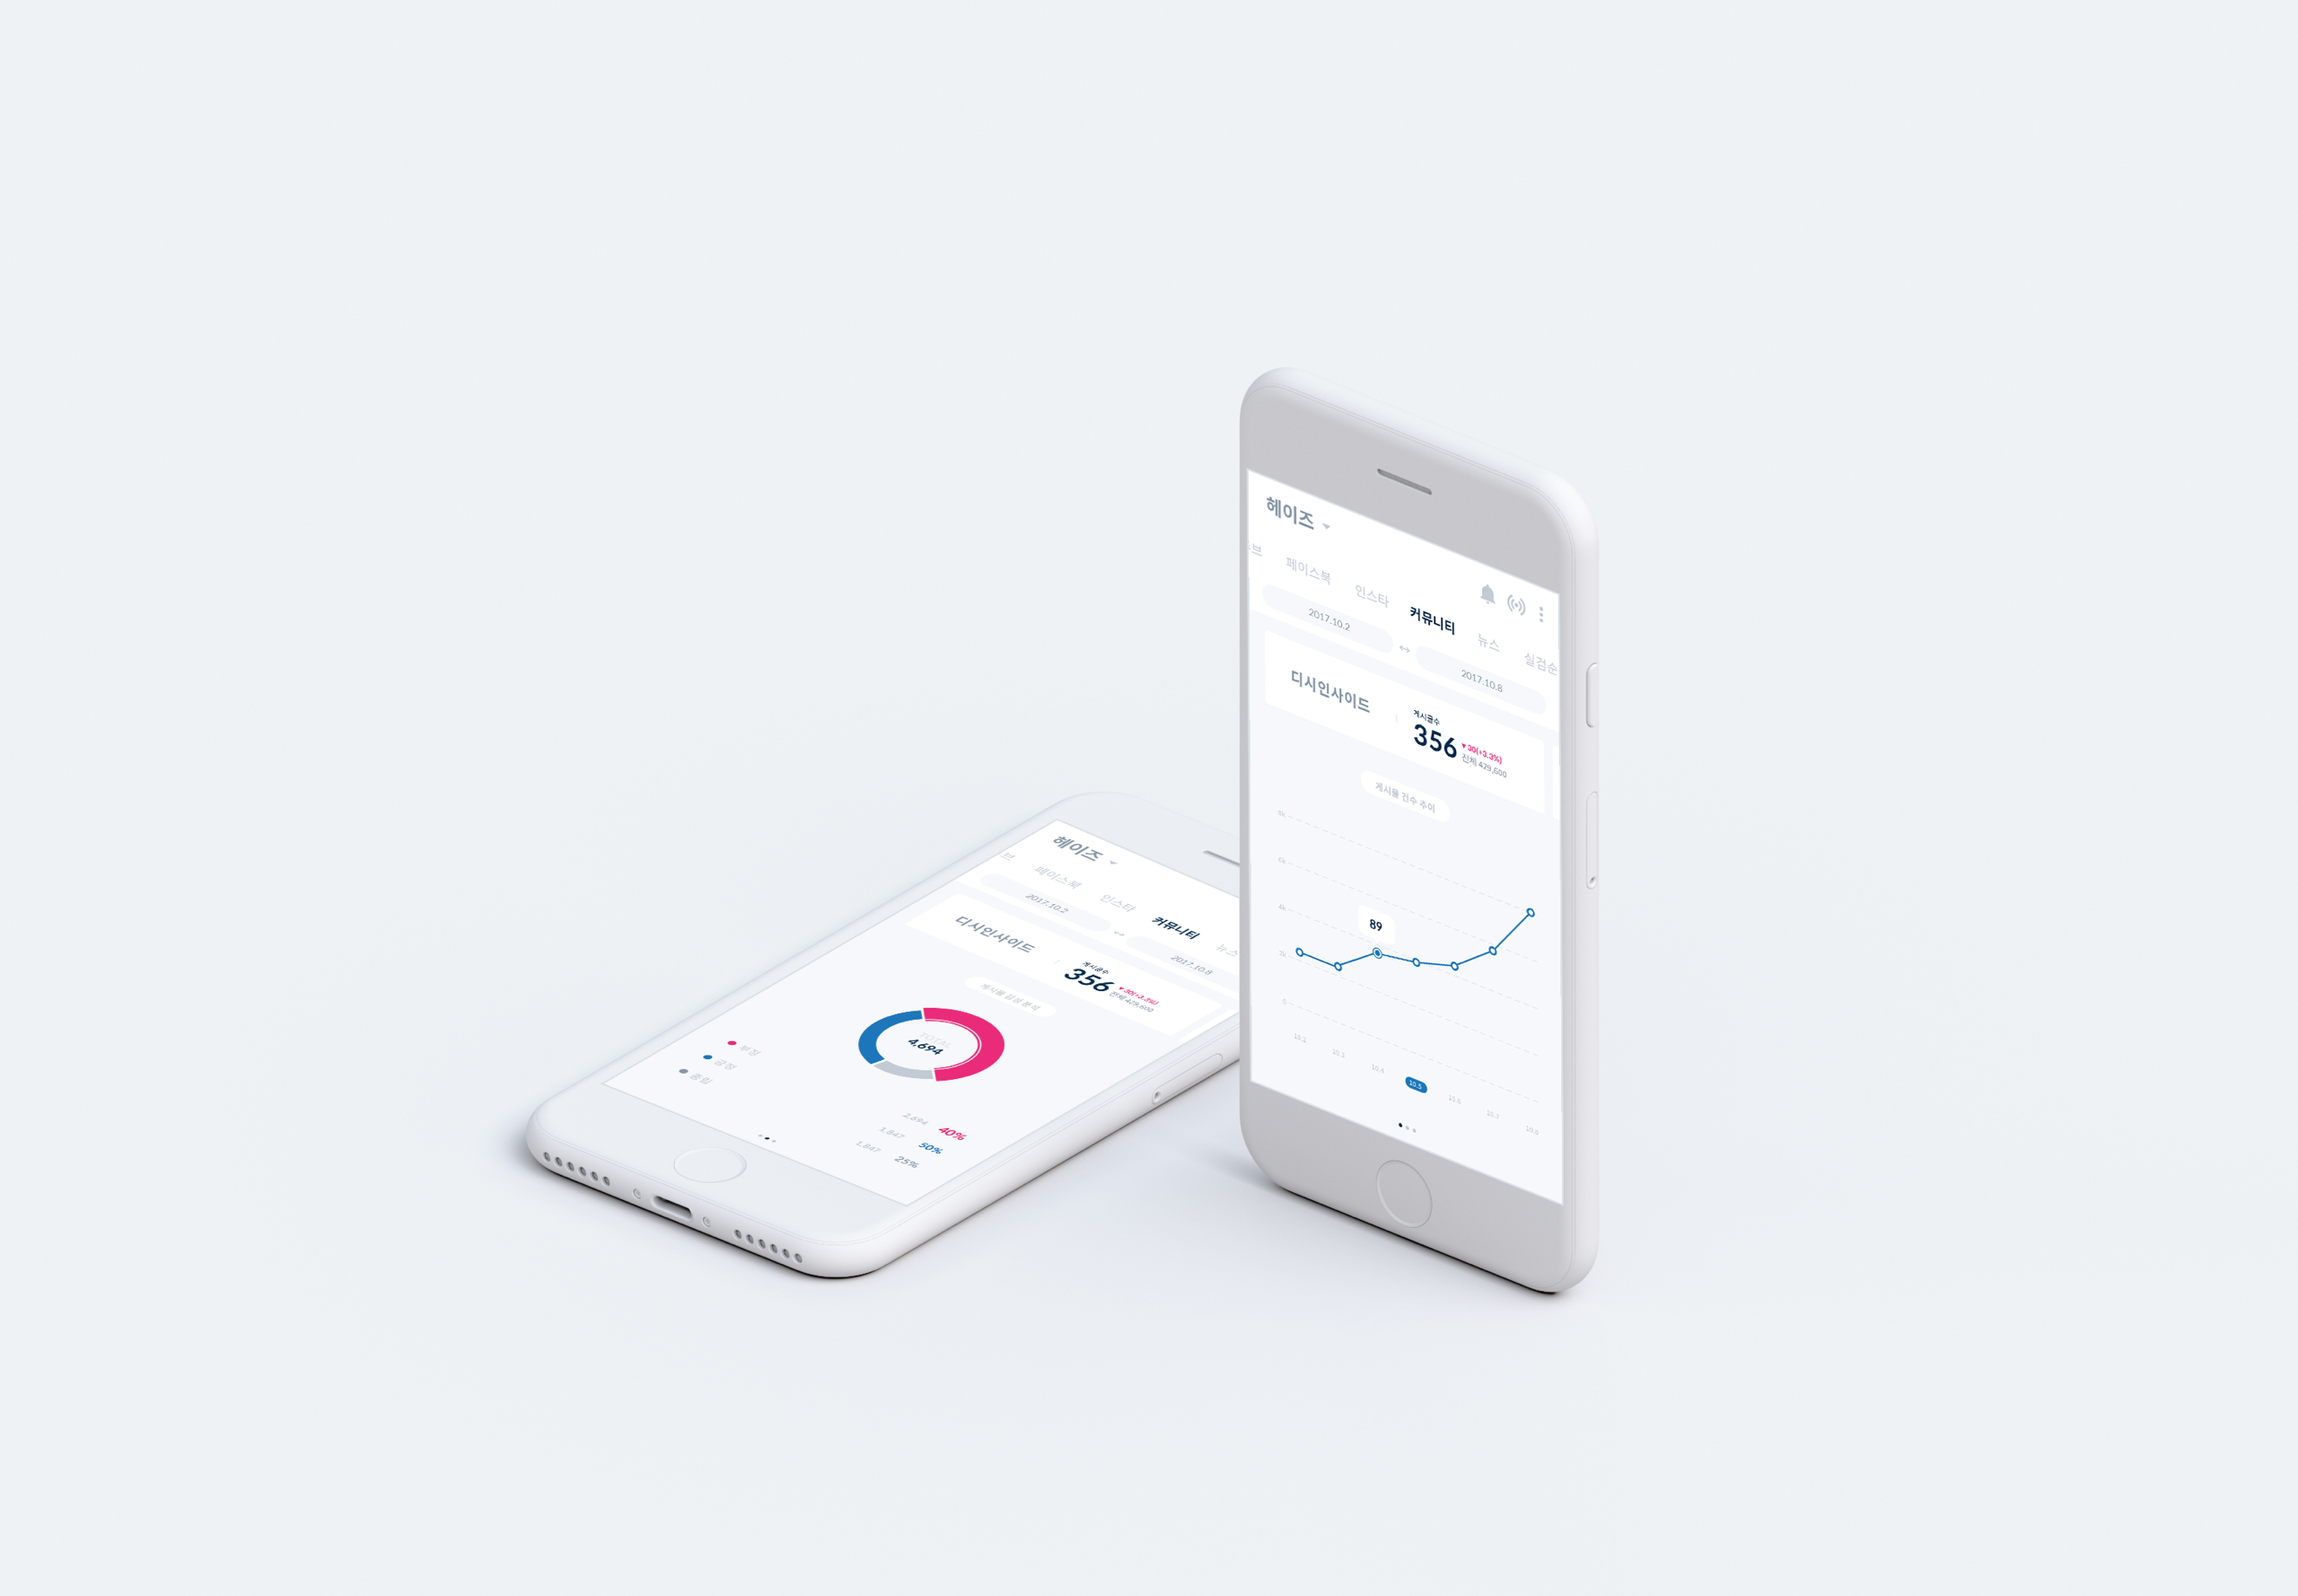 헤이즈
브
페이스북
인스타
커뮤니티
뉴스
실검순
2017.10.2
2017.10.8
디시인사이드
게시글수
356
▼30(+3.3%)
전체 429,600
게시물 건수 추이
8k
6k
4k
2k
0
89
10.2
10.3
10.4
10.5
10.6
10.7
10.8
헤이즈
브
페이스북
인스타
커뮤니티
뉴스
2017.10.2
2017.10.8
디시인사이드
게시글수
356
▼30(+3.3%)
전체 429,600
게시물 감성 분석
TOTAL
4,694
부정
긍정
중립
2,694 40%
1,847 50%
1,847 25%